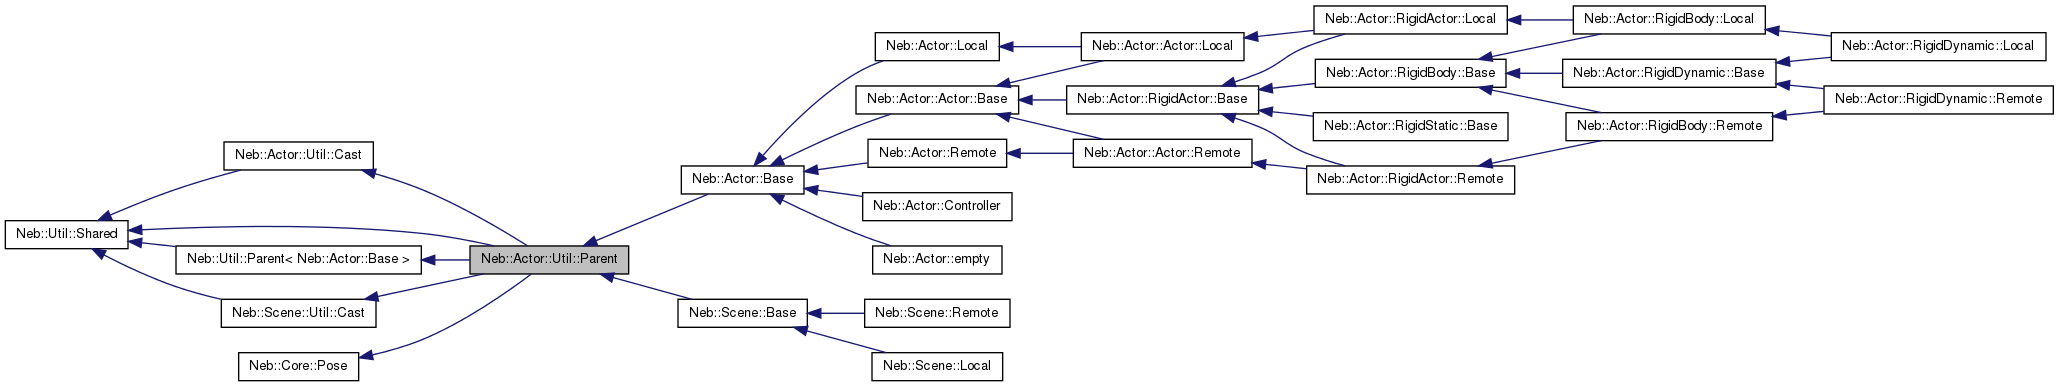 Neb::Util::Shared
Neb::Actor::Util::Cast
Neb::Util::Parent< Neb::Actor::Base >
Neb::Scene::Util::Cast
Neb::Core::Pose
Neb::Actor::Util::Parent
Neb::Actor::Base
Neb::Scene::Base
Neb::Actor::Local
Neb::Actor::Actor::Base
Neb::Actor::Remote
Neb::Actor::Controller
Neb::Actor::empty
Neb::Scene::Remote
Neb::Scene::Local
Neb::Actor::Actor::Local
Neb::Actor::RigidActor::Base
Neb::Actor::Actor::Remote
Neb::Actor::RigidActor::Local
Neb::Actor::RigidBody::Base
Neb::Actor::RigidStatic::Base
Neb::Actor::RigidActor::Remote
Neb::Actor::RigidBody::Local
Neb::Actor::RigidDynamic::Base
Neb::Actor::RigidBody::Remote
Neb::Actor::RigidDynamic::Local
Neb::Actor::RigidDynamic::Remote